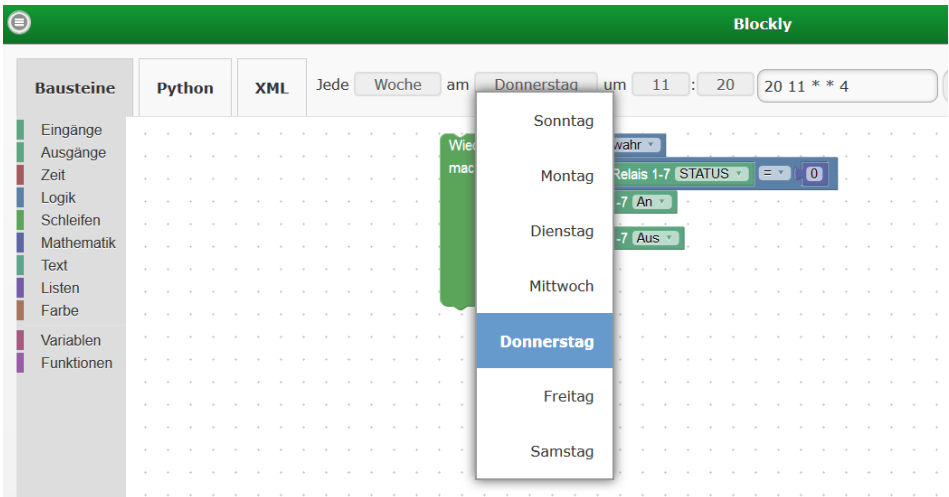 Blockly
Bausteine Python XML Jede Woche am Donnerstag um 11 : 20 20 11 * * 4
Eingänge
Ausgänge
Zeit
Logik
Schleifen
Mathematik
Text
Listen
Farbe
Variablen
Funktionen
Sonntag
Montag
Dienstag
Mittwoch
Donnerstag
Freitag
Samstag
wahr
Relais 1-7 STATUS = 0
-7 An
-7 Aus